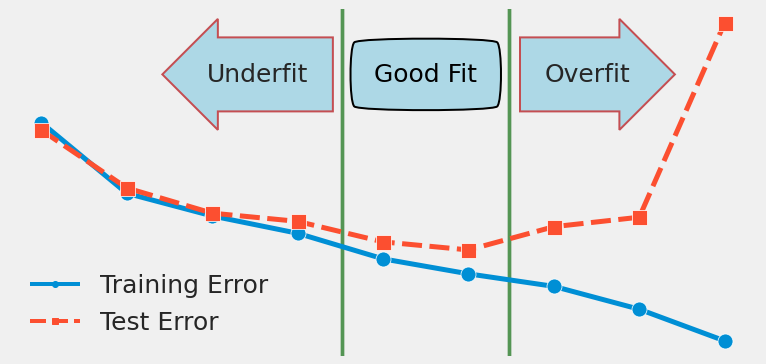 Underfit
Good Fit
Overfit
Training Error
Test Error